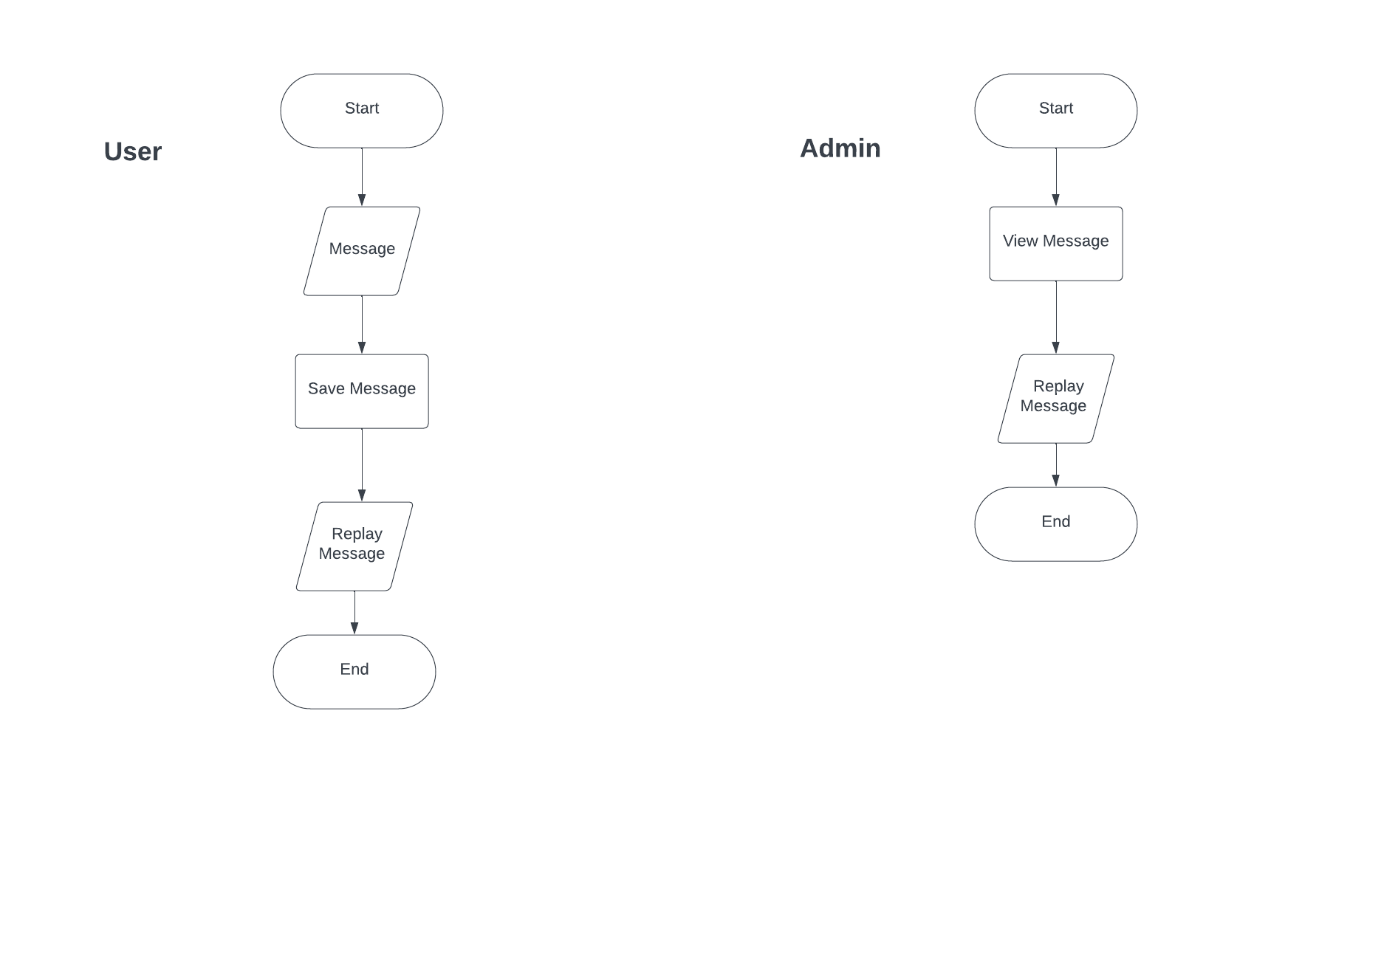 User
Start
Message
Save Message
Replay
Message
End
Admin
Start
View Message
Replay
Message
End